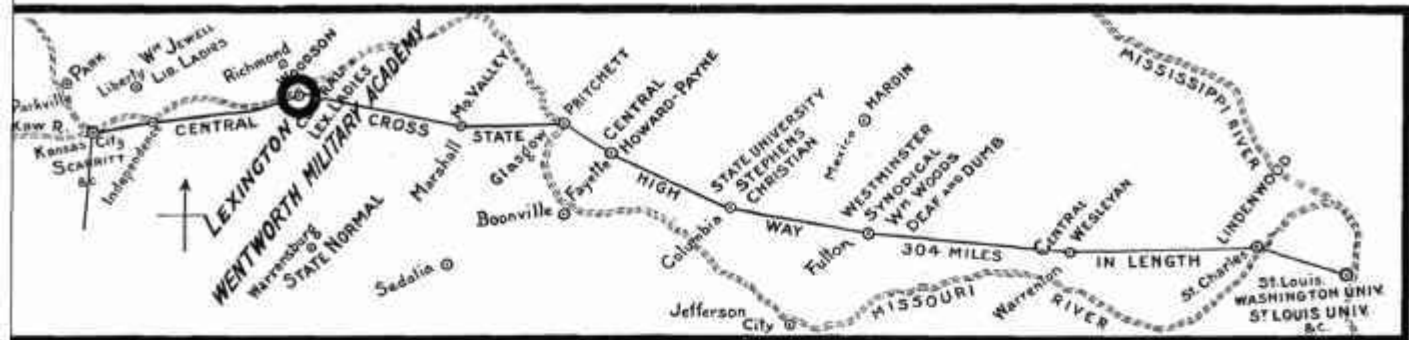 PARK
Parkville
Kaw R.
Kansas City
SCARRITT
&C
Liberty
Wm JEWELL
LIB. LADIES
Independence
CENTRAL
Richmond
WOODSON
CENTRAL
LEX. LADIES
LEXINGTON
WENTWORTH MILITARY ACADEMY
Warrensburg
STATE NORMAL
CROSS
MO. VALLEY
Marshall
Sedalia
STATE
PRITCHETT
Glasgow
Boonville
CENTRAL
HOWARD-PAYNE
Fayette
HIGH
STATE UNIVERSITY
STEPHENS
CHRISTIAN
Columbia
Jefferson
City
WAY
Mexico
HARDIN
WESTMINSTER
SYNODICAL
Wm WOODS
DEAF AND DUMB
Fulton
304 MILES
MISSOURI
RIVER
CENTRAL
WESLEYAN
Warrenton
IN LENGTH
MISSISSIPPI
RIVER
LINDENWOOD
St. Charles
St. Louis.
WASHINGTON UNIV.
ST LOUIS UNIV.
&C.